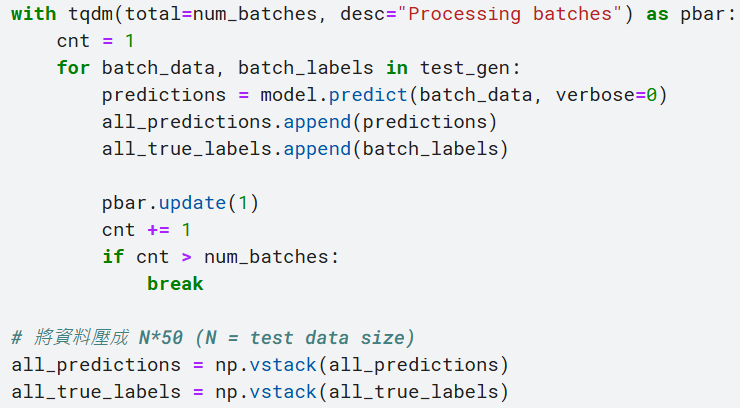 with tqdm(total=num_batches, desc="Processing batches") as pbar:
    cnt = 1
    for batch_data, batch_labels in test_gen:
        predictions = model.predict(batch_data, verbose=0)
        all_predictions.append(predictions)
        all_true_labels.append(batch_labels)

        pbar.update(1)
        cnt += 1
        if cnt > num_batches:
            break

# 將資料壓成 N*50 (N = test data size)
all_predictions = np.vstack(all_predictions)
all_true_labels = np.vstack(all_true_labels)